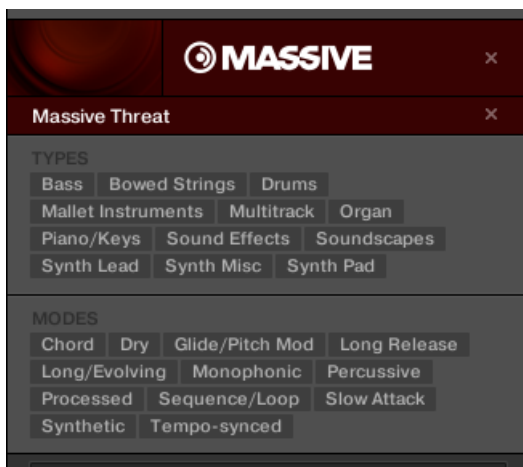 MASSIVE ×
Massive Threat ×
TYPES
Bass Bowed Strings Drums
Mallet Instruments Multitrack Organ
Piano/Keys Sound Effects Soundscapes
Synth Lead Synth Misc Synth Pad
MODES
Chord Dry Glide/Pitch Mod Long Release
Long/Evolving Monophonic Percussive
Processed Sequence/Loop Slow Attack
Synthetic Tempo-synced